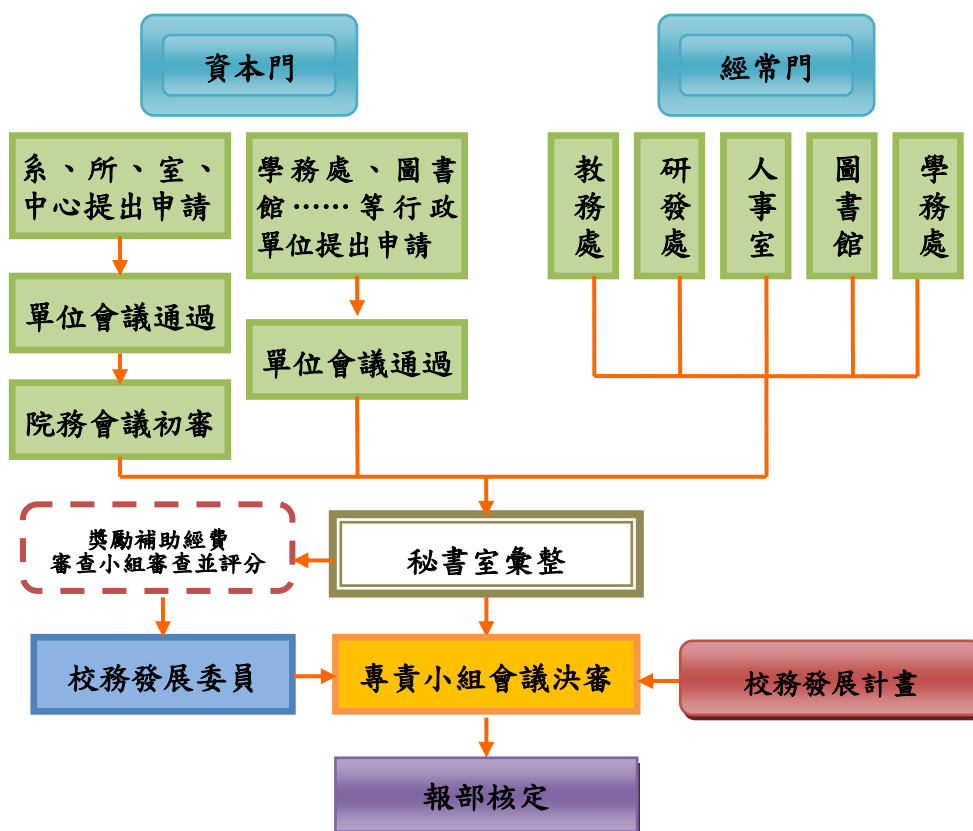 資本門
經常門
系、所、室、
中心提出申請
學務處、圖書
館……等行政
單位提出申請
教務處
研發處
人事室
圖書館
學務處
單位會議通過
單位會議通過
院務會議初審
獎勵補助經費
審查小組審查並評分
秘書室彙整
校務發展委員
專責小組會議決審
校務發展計畫
報部核定